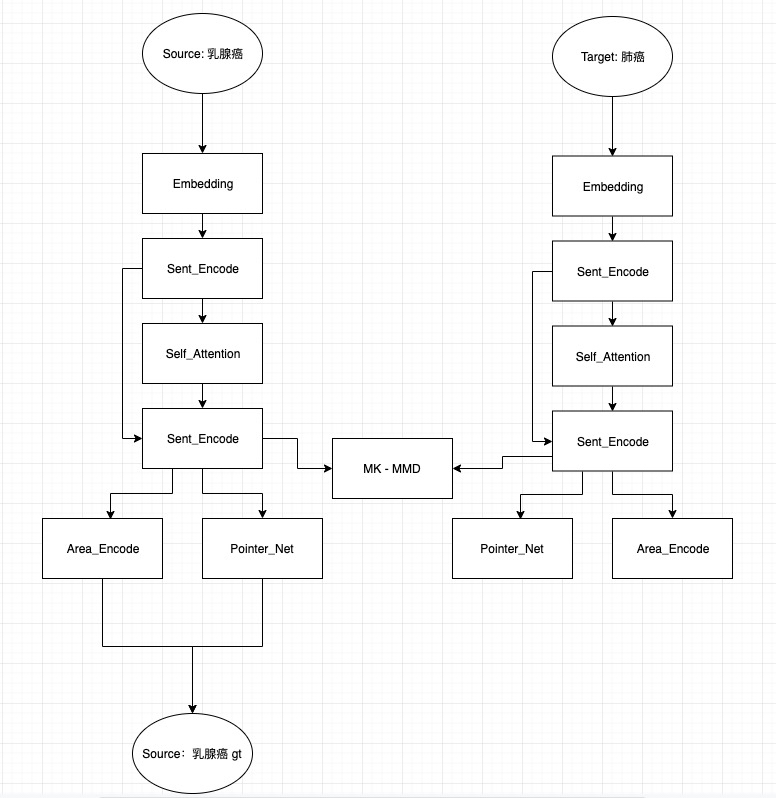 Source: 乳腺癌
Target: 肺癌
Embedding
Embedding
Sent_Encode
Sent_Encode
Self_Attention
Self_Attention
Sent_Encode
Sent_Encode
MK - MMD
Area_Encode
Pointer_Net
Pointer_Net
Area_Encode
Source：乳腺癌 gt